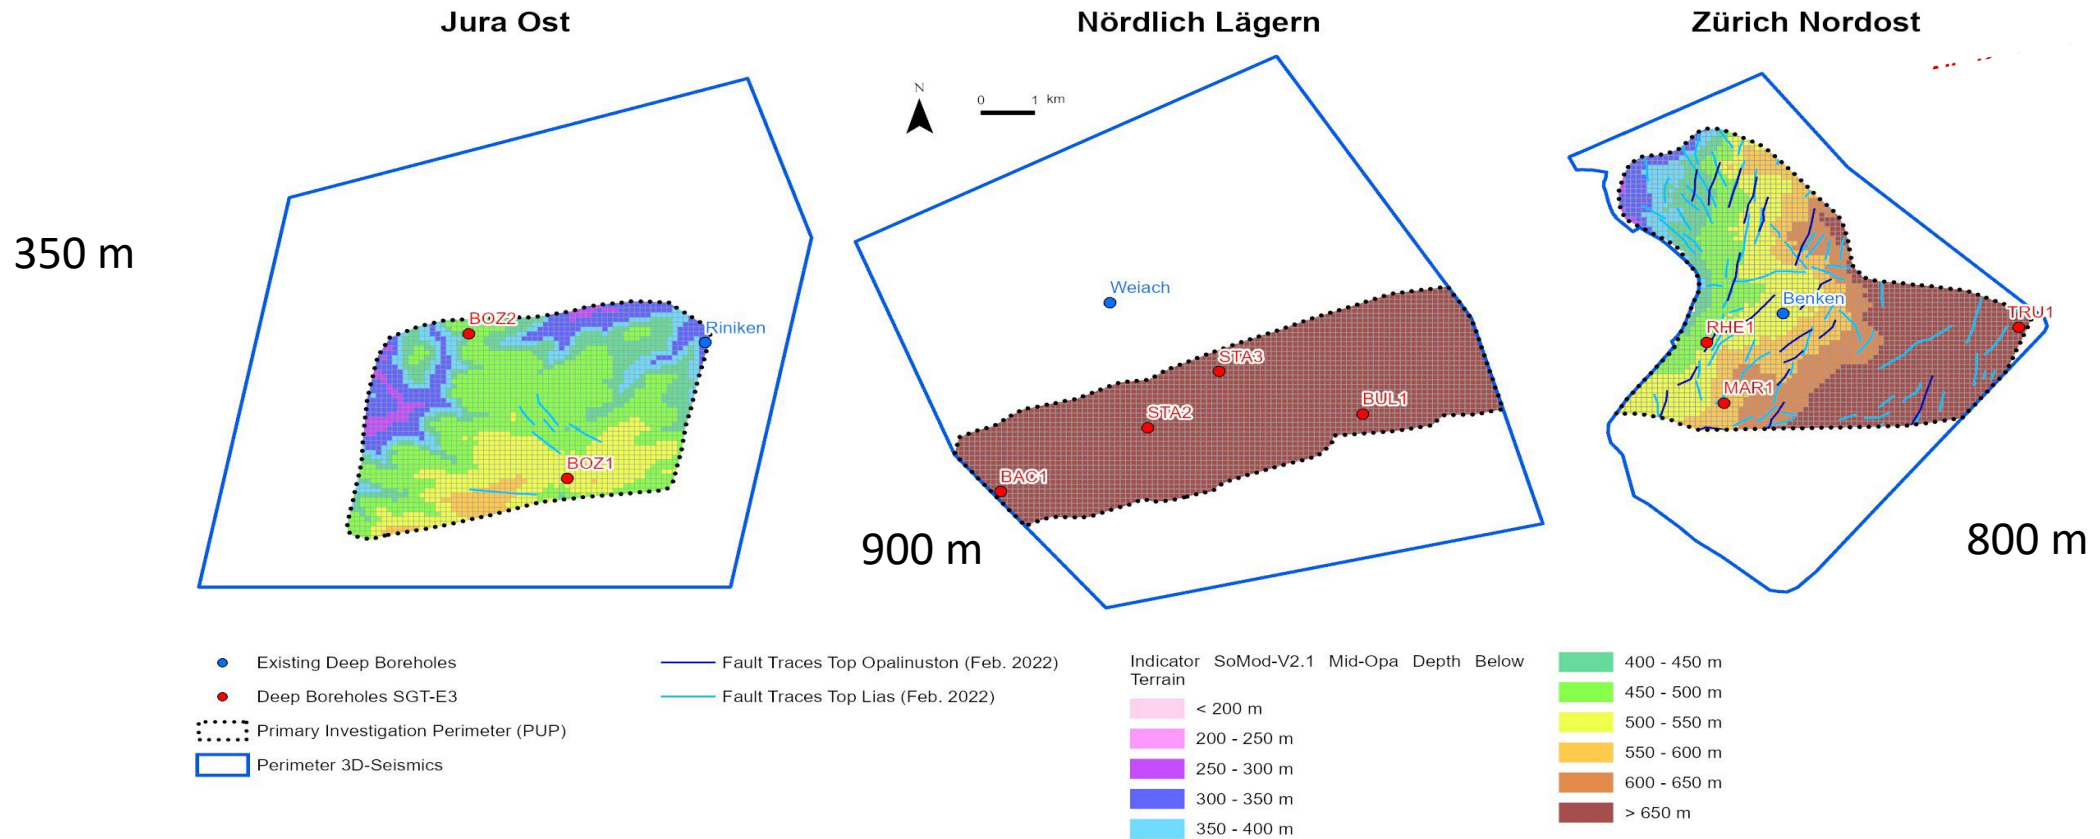 Jura Ost
Nördlich Lägern
Zürich Nordost
N
0 1 km
350 m
BOZ2
Riniken
BOZ1
Weiach
STA3
STA2
BUL1
BAC1
900 m
Benken
RHE1
TRU1
MAR1
800 m
Existing Deep Boreholes
Deep Boreholes SGT-E3
Primary Investigation Perimeter (PUP)
Perimeter 3D-Seismics
Fault Traces Top Opalinuston (Feb. 2022)
Fault Traces Top Lias (Feb. 2022)
Indicator SoMod-V2.1 Mid-Opa Depth Below
Terrain
< 200 m
200 - 250 m
250 - 300 m
300 - 350 m
350 - 400 m
400 - 450 m
450 - 500 m
500 - 550 m
550 - 600 m
600 - 650 m
> 650 m